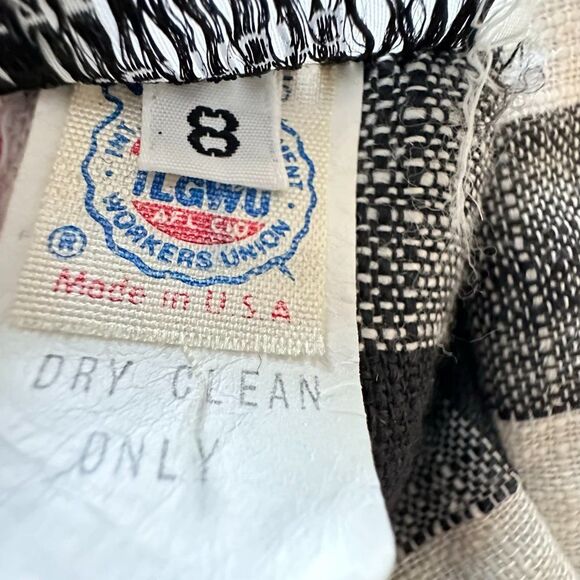 8
ILGWU
AFL-CIO
WORKERS UNION
®
Made in U.S.A
DRY CLEAN
ONLY